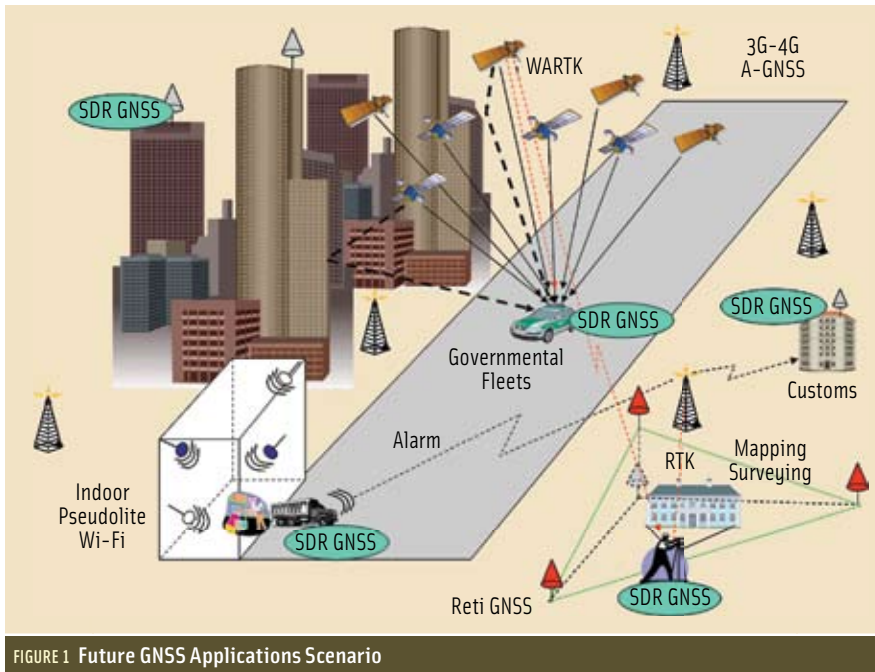 3G-4G
A-GNSS
WARTK
SDR GNSS
SDR GNSS
SDR GNSS
Governmental
Fleets
Customs
Alarm
Mapping
Surveying
RTK
Indoor
Pseudolite
Wi-Fi
SDR GNSS
Reti GNSS
SDR GNSS
FIGURE 1 Future GNSS Applications Scenario